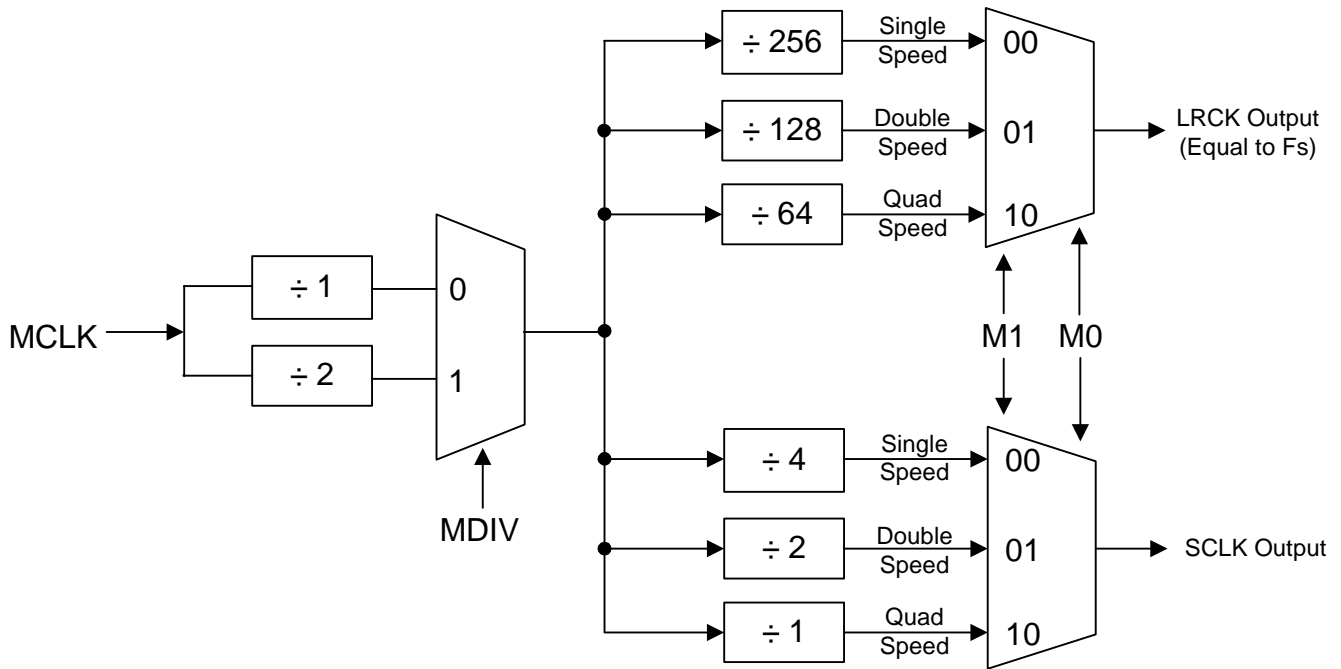 ÷ 256
Single
Speed
00
÷ 128
Double
Speed
01
LRCK Output
(Equal to Fs)
÷ 64
Quad
Speed
10
MCLK
÷ 1
0
÷ 2
1
MDIV
M1
M0
÷ 4
Single
Speed
00
÷ 2
Double
Speed
01
SCLK Output
÷ 1
Quad
Speed
10